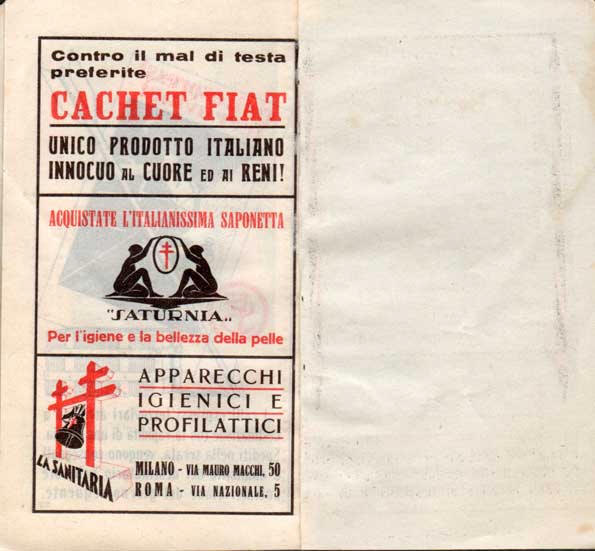 Contro il mal di testa
preferite
CACHET FIAT
UNICO PRODOTTO ITALIANO
INNOCUO AL CUORE ED AI RENI!
ACQUISTATE L'ITALIANISSIMA SAPONETTA
"SATURNIA„
Per l'igiene e la bellezza della pelle
APPARECCHI
IGIENICI E
PROFILATTICI
LA SANITARIA
MILANO - VIA MAURO MACCHI, 50
ROMA - VIA NAZIONALE, 5